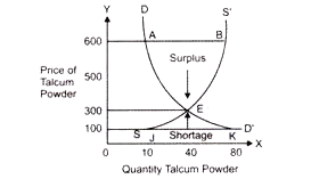 Y
D
S'
600
A
B
Surplus
Price of
Talcum
Powder
500
300
E
100
S
J
Shortage
K
D'
X
0
10
40
80
Quantity Talcum Powder